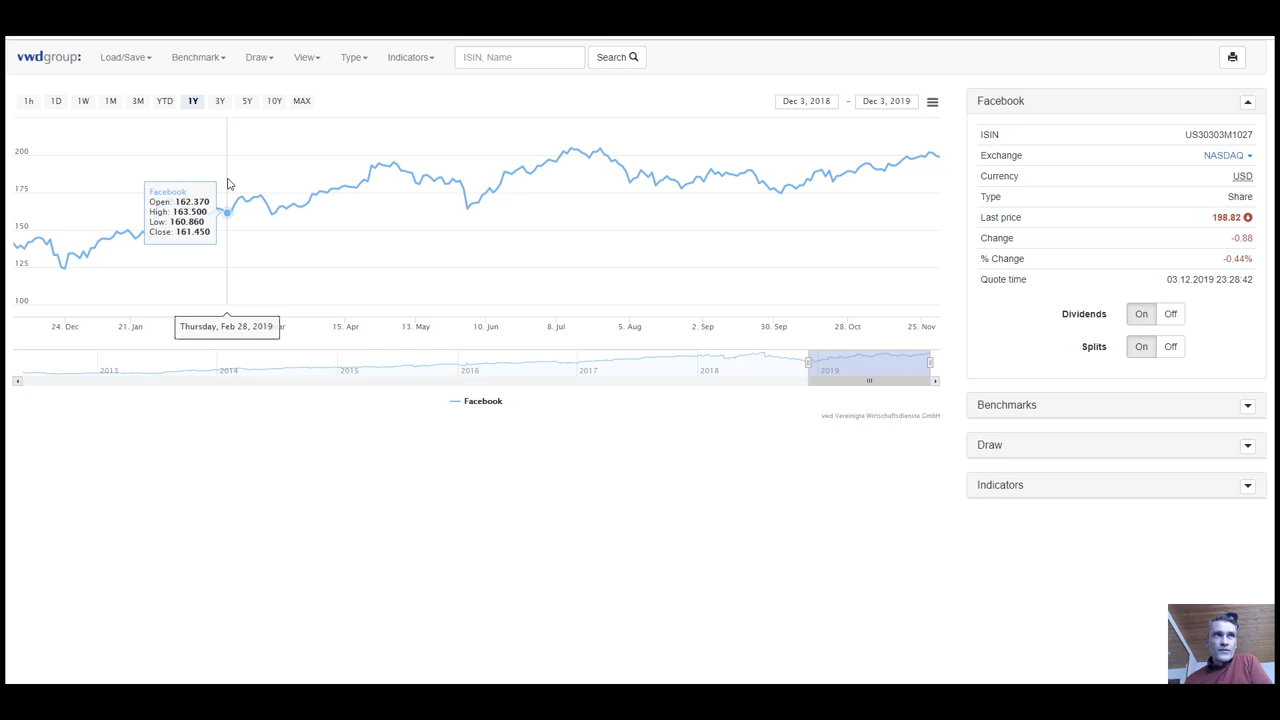 vwdgroup: Load/Save Benchmark Draw View Type Indicators ISIN, Name Search
1h 1D 1W 1M 3M YTD 1Y 3Y 5Y 10Y MAX Dec 3, 2018 - Dec 3, 2019
200
175
150
125
100
Facebook
Open: 162.370
High: 163.500
Low: 160.860
Close: 161.450
24. Dec 21. Jan 15. Apr 13. May 10. Jun 8. Jul 5. Aug 2. Sep 30. Sep 28. Oct 25. Nov
Thursday, Feb 28, 2019
2013 2014 2015 2016 2017 2018 2019
Facebook
vwd Vereinigte Wirtschaftsdienste GmbH
Facebook
ISIN US30303M1027
Exchange NASDAQ
Currency USD
Type Share
Last price 198.82
Change -0.88
% Change -0.44%
Quote time 03.12.2019 23:28:42
Dividends On Off
Splits On Off
Benchmarks
Draw
Indicators